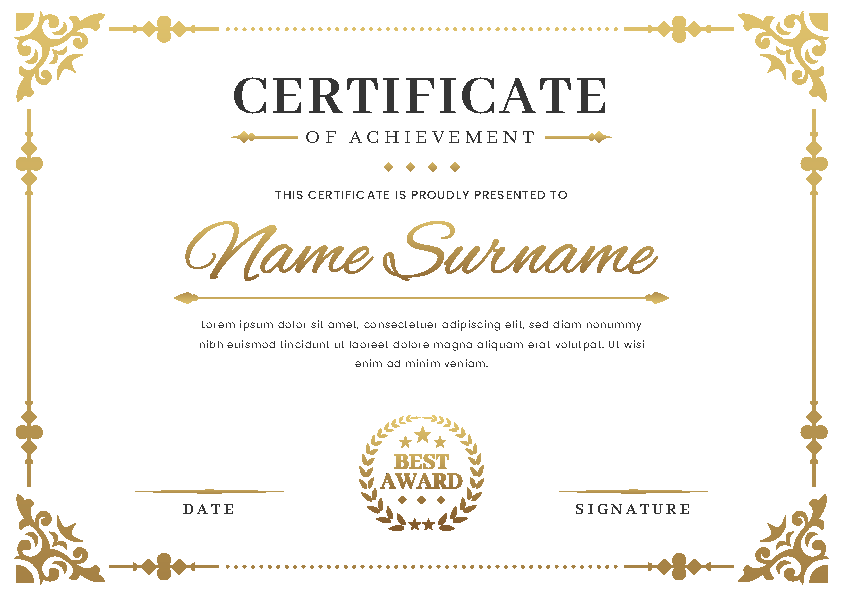 CERTIFICATE
OF ACHIEVEMENT
THIS CERTIFICATE IS PROUDLY PRESENTED TO
Name Surname
Lorem ipsum dolor sit amet, consectetuer adipiscing elit, sed diam nonummy
nibh euismod tincidunt ut laoreet dolore magna aliquam erat volutpat. Ut wisi
enim ad minim veniam.
BEST
AWARD
DATE
SIGNATURE